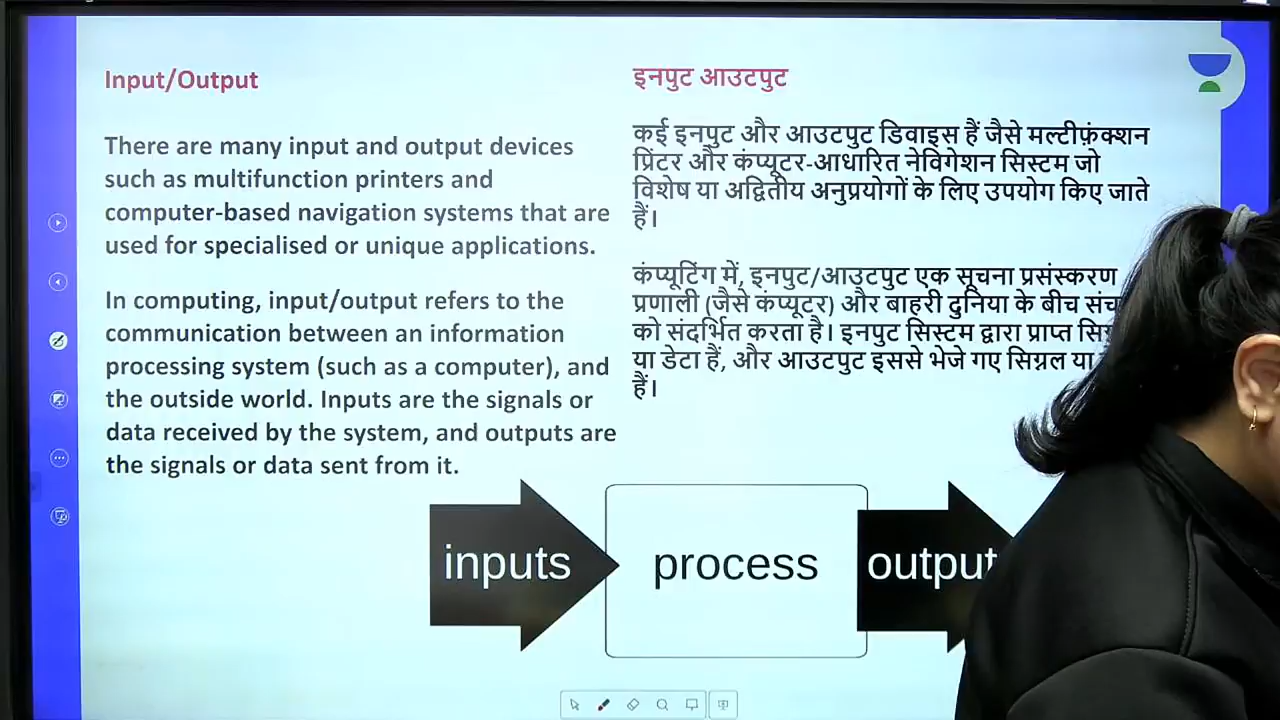 Input/Output
There are many input and output devices
such as multifunction printers and
computer-based navigation systems that are
used for specialised or unique applications.
In computing, input/output refers to the
communication between an information
processing system (such as a computer), and
the outside world. Inputs are the signals or
data received by the system, and outputs are
the signals or data sent from it.
इनपुट आउटपुट
कई इनपुट और आउटपुट डिवाइस हैं जैसे मल्टीफ़ंक्शन
प्रिंटर और कंप्यूटर-आधारित नेविगेशन सिस्टम जो
विशेष या अद्वितीय अनुप्रयोगों के लिए उपयोग किए जाते
हैं।
कंप्यूटिंग में, इनपुट/आउटपुट एक सूचना प्रसंस्करण
प्रणाली (जैसे कंप्यूटर) और बाहरी दुनिया के बीच
को संदर्भित करता है। इनपुट सिस्टम द्वारा प्राप्त
या डेटा हैं, और आउटपुट इससे भेजे गए सिग्नल या
हैं।
inputs
process
output